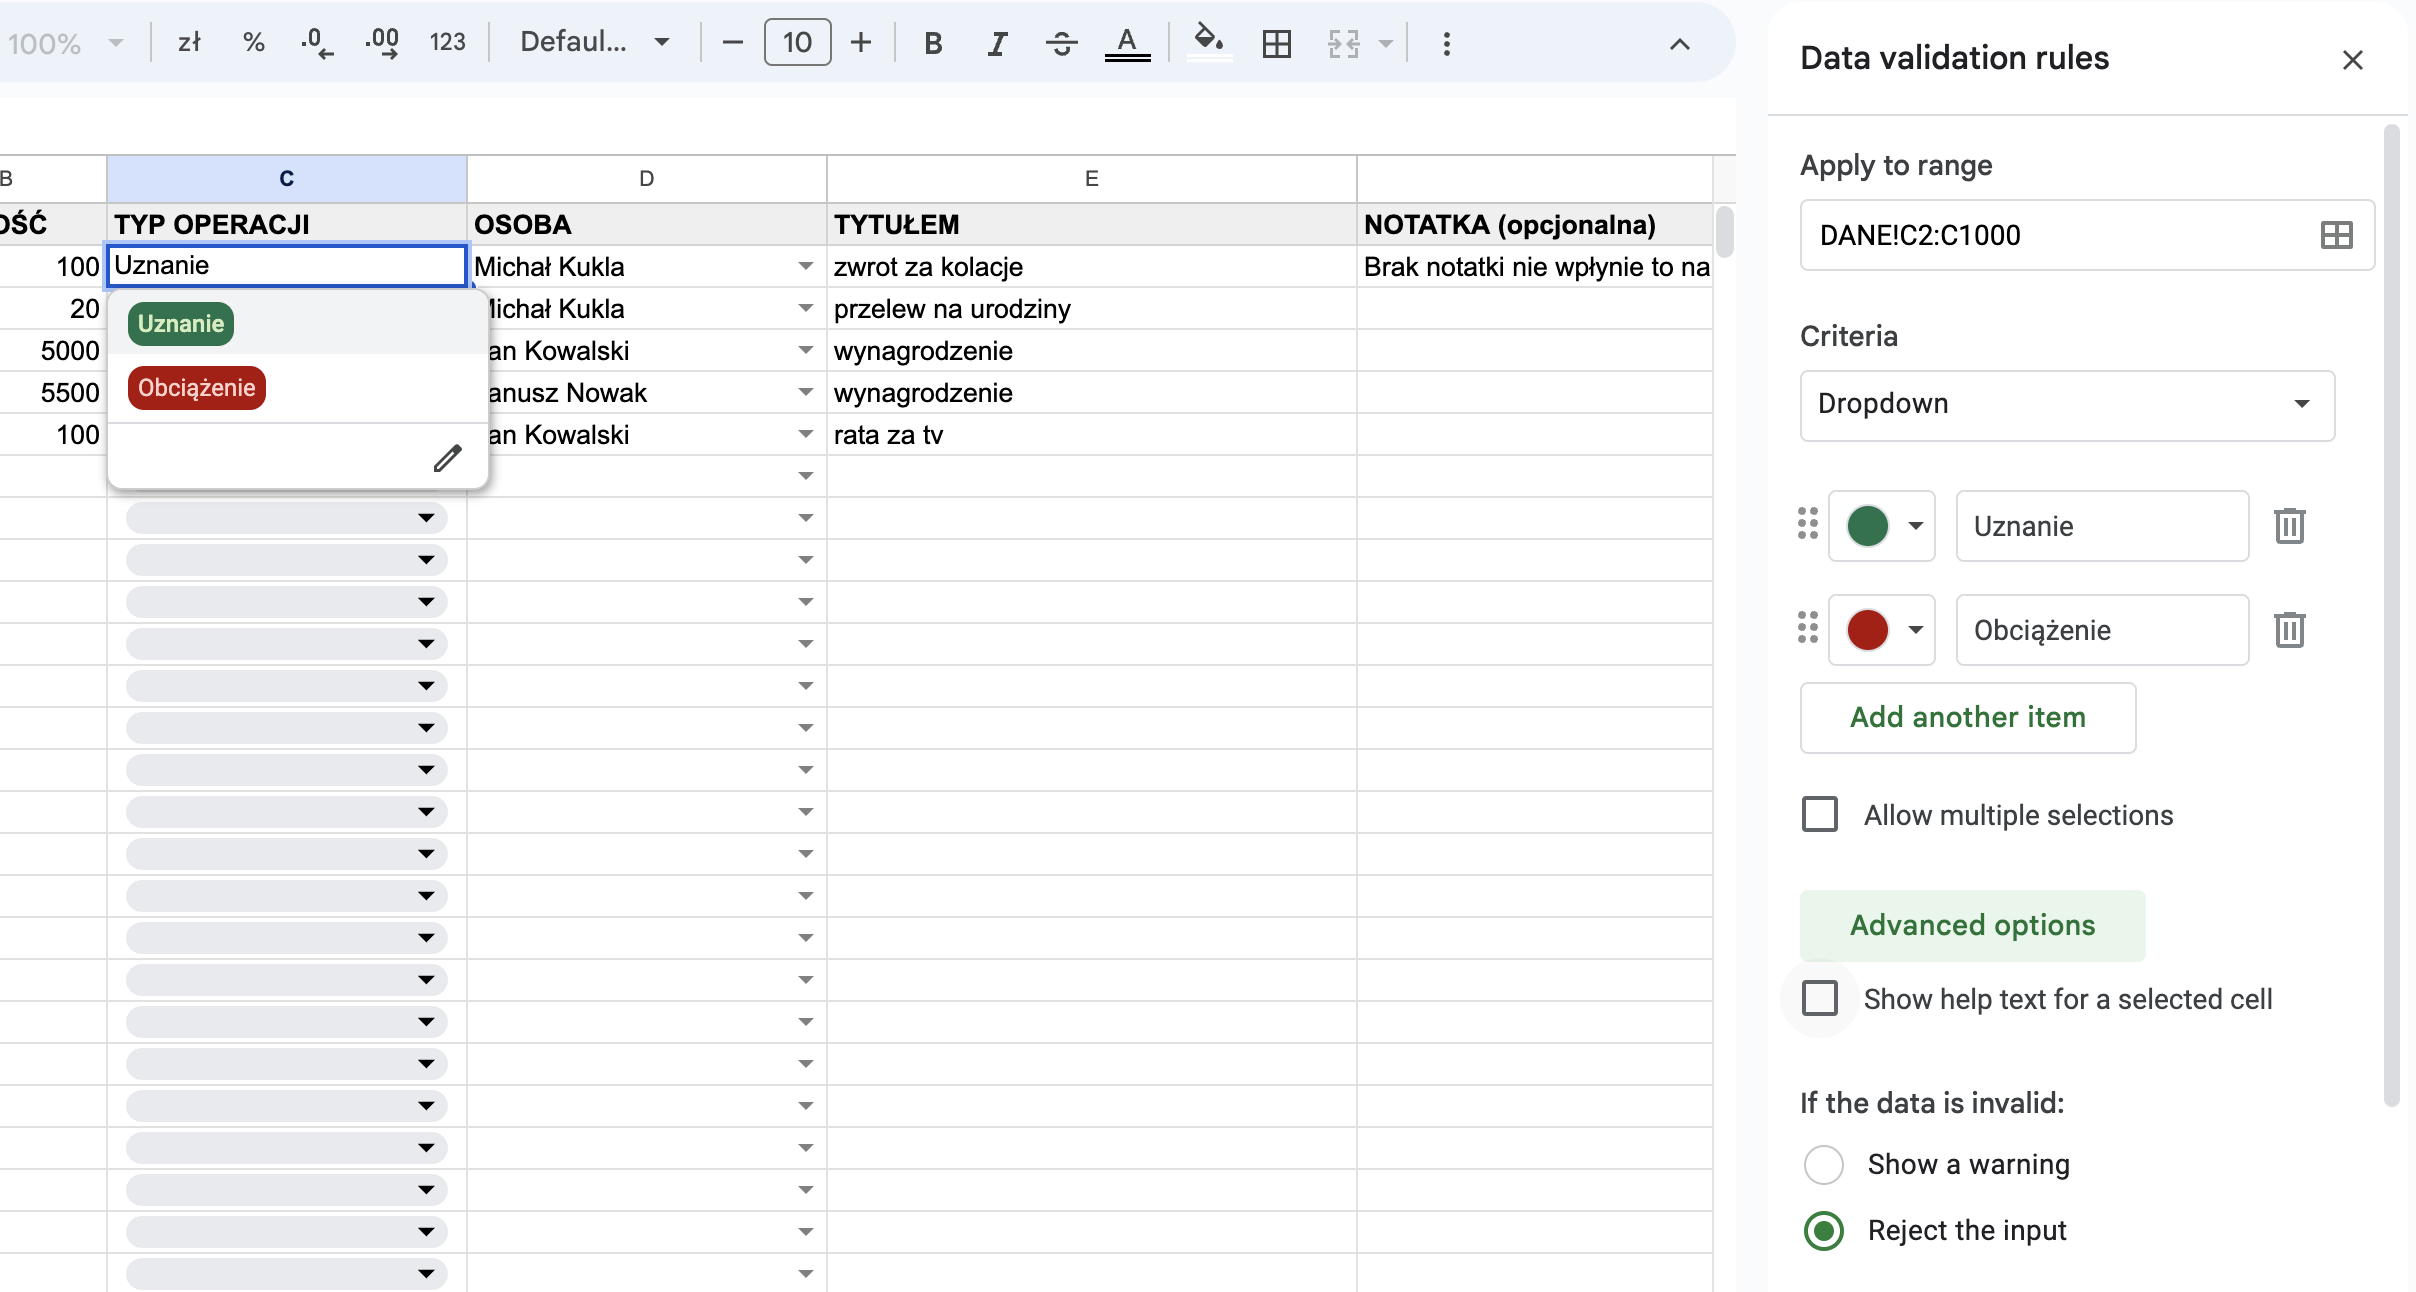 100%
zł
%
.0
.00
123
Defaul...
10
B
I
A
Data validation rules
B
C
D
E
OŚĆ
TYP OPERACJI
OSOBA
TYTUŁEM
NOTATKA (opcjonalna)
100
Uznanie
Michał Kukla
zwrot za kolacje
Brak notatki nie wpłynie to na
20
Michał Kukla
przelew na urodziny
5000
an Kowalski
wynagrodzenie
5500
anusz Nowak
wynagrodzenie
100
an Kowalski
rata za tv
Uznanie
Obciążenie
Apply to range
DANE!C2:C1000
Criteria
Dropdown
Uznanie
Obciążenie
Add another item
Allow multiple selections
Advanced options
Show help text for a selected cell
If the data is invalid:
Show a warning
Reject the input